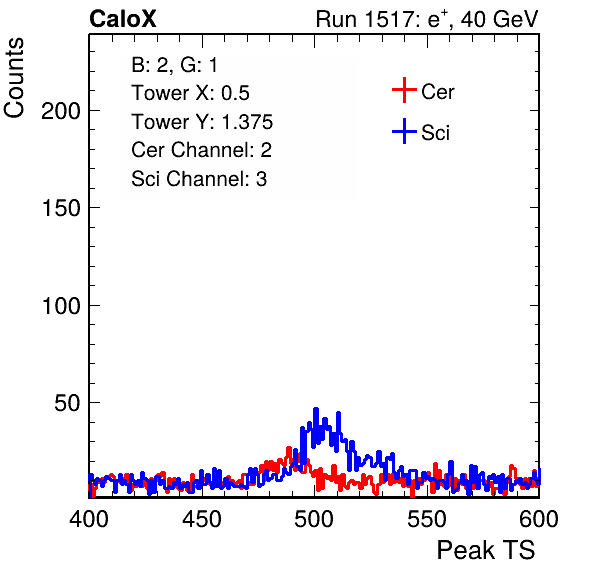 CaloX Run 1517: e+, 40 GeV
B: 2, G: 1
Tower X: 0.5
Tower Y: 1.375
Cer Channel: 2
Sci Channel: 3
Cer
Sci
Counts
200
150
100
50
400 450 500 550 600
Peak TS